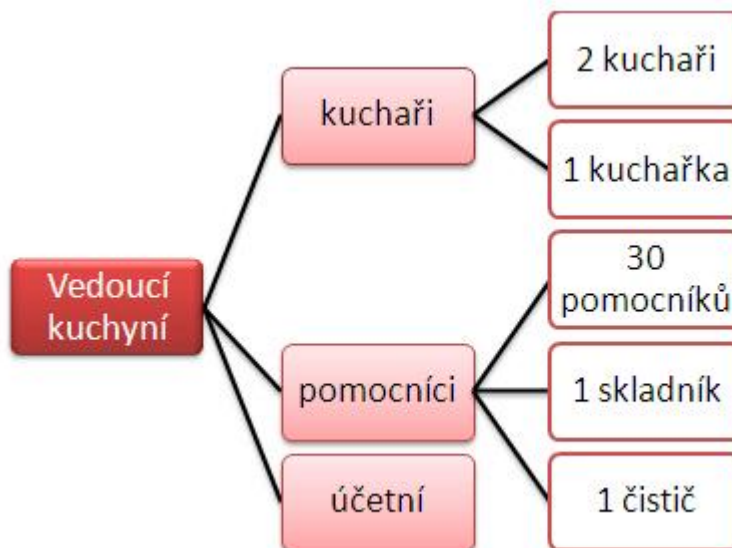 Vedoucí
kuchyní
kuchaři
2 kuchaři
1 kuchařka
pomocníci
30
pomocníků
1 skladník
1 čistič
účetní